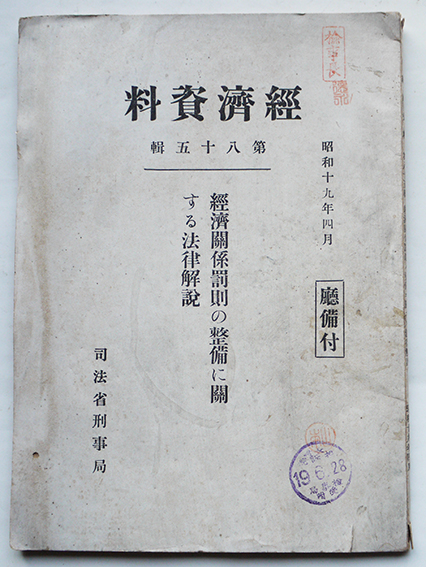 經濟資料
第八十五輯
昭和十九年四月
廳備付
經濟關係罰則の整備に關
する法律解說
司法省刑事局
19.6.28